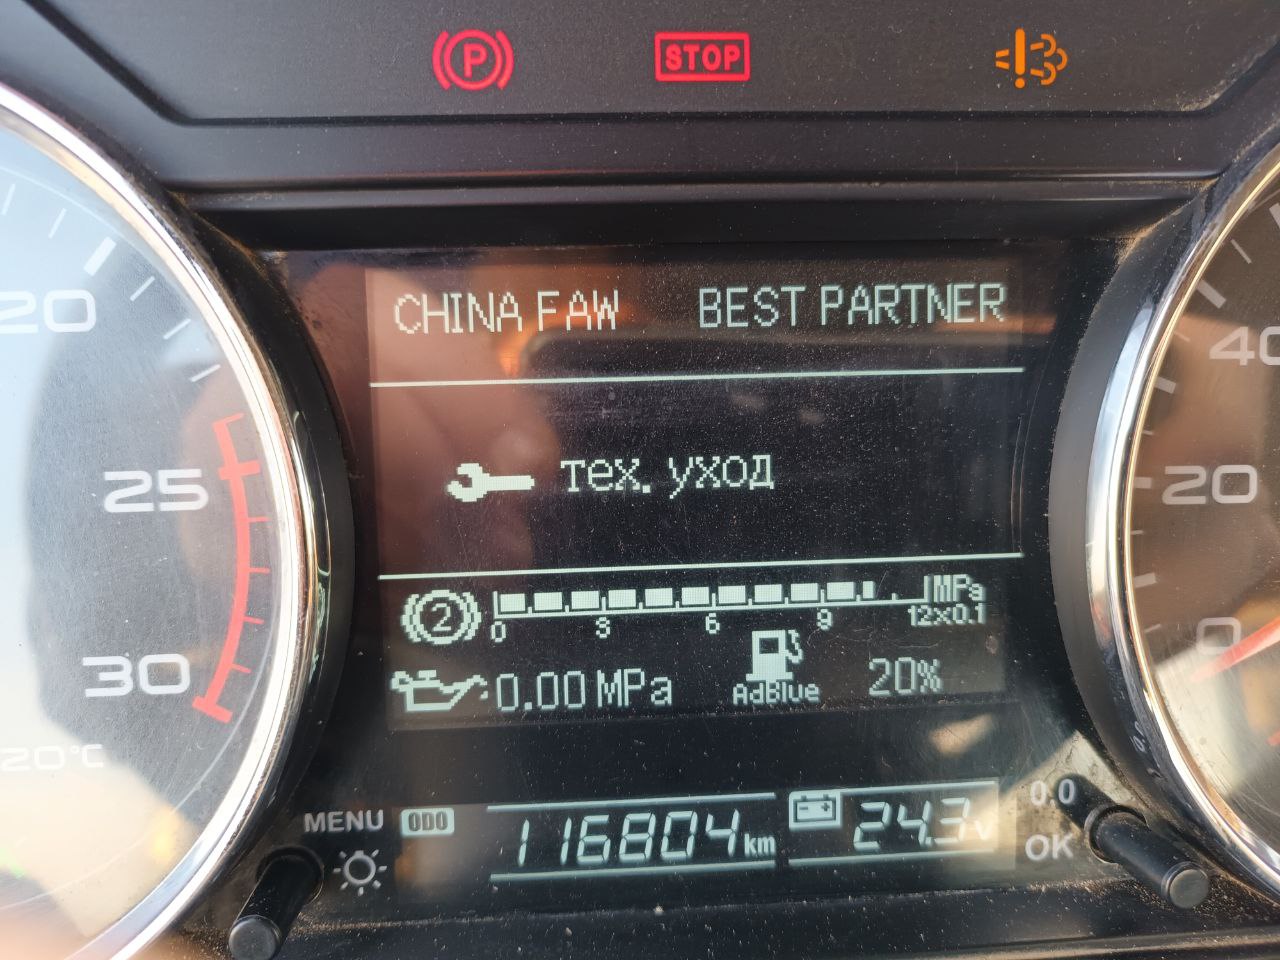 P STOP
CHINA FAW BEST PARTNER
20
40
тех. уход
25
20
2 0 3 6 9 MPa
12x0.1
0
0.00 MPa AdBlue 20%
30
20°C
MENU ODO 116804 km 24.3 V 0,0
OK